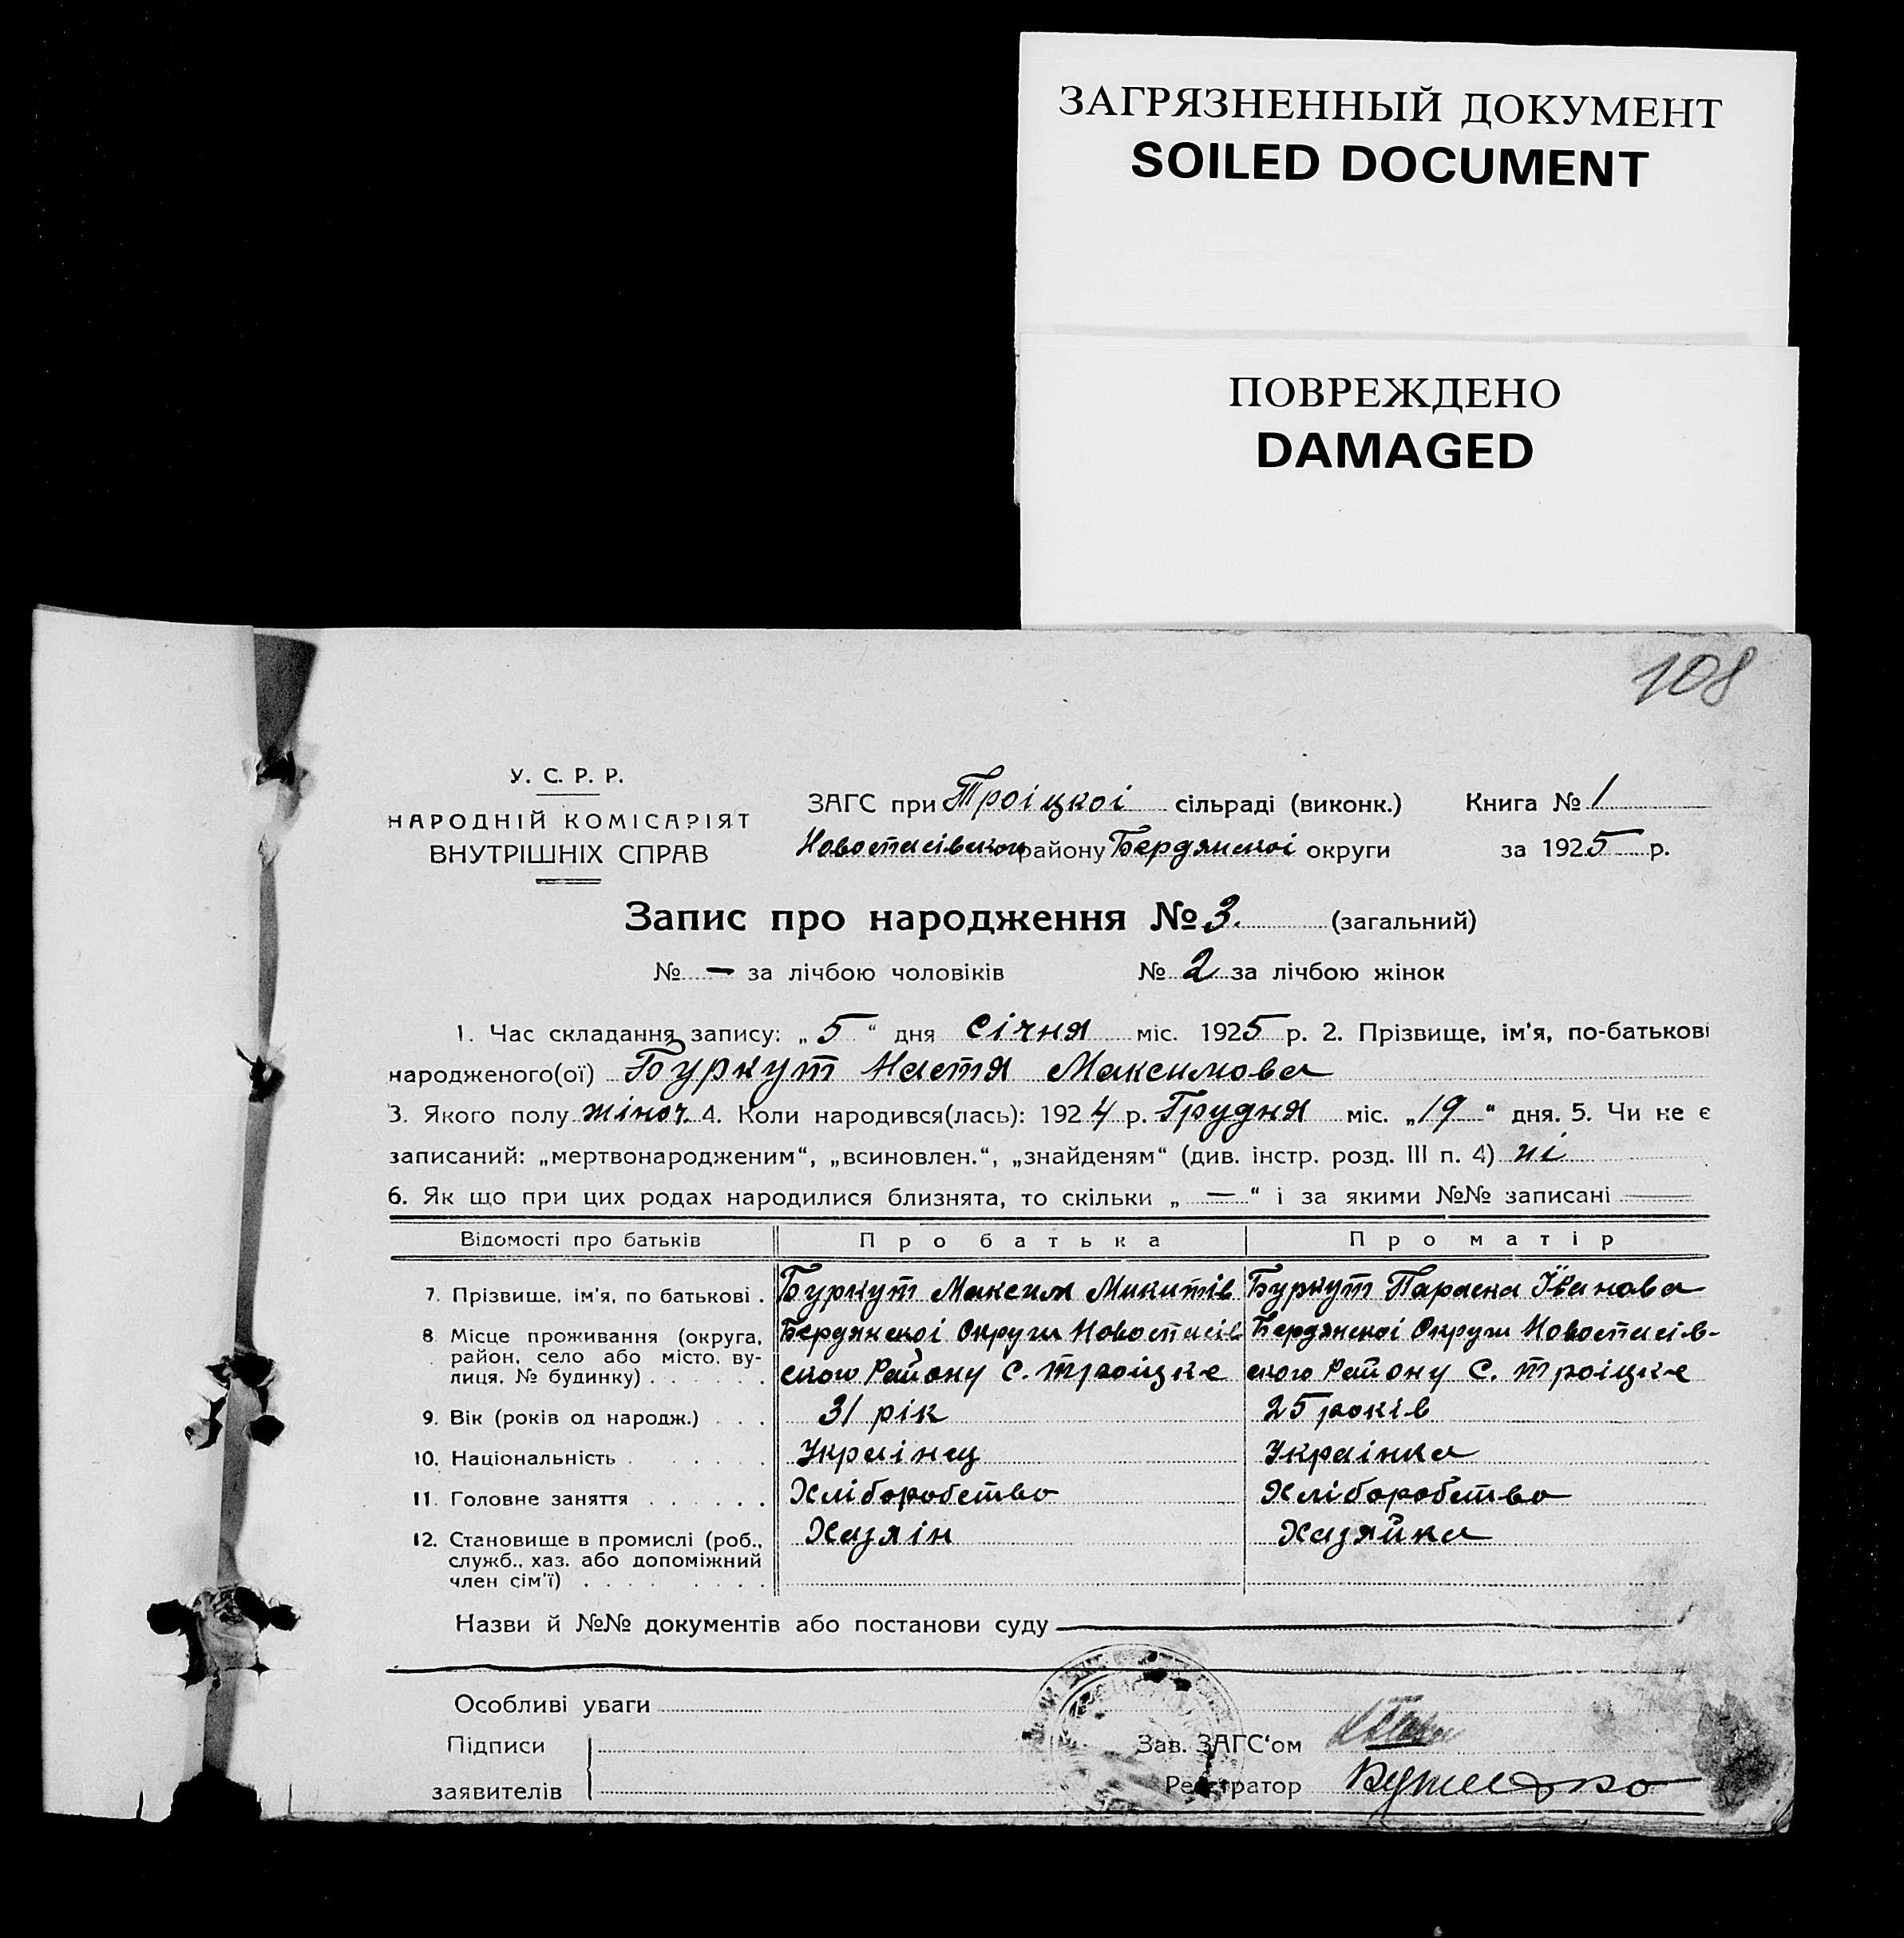 ЗАГРЯЗНЕННЫЙ ДОКУМЕНТ
SOILED DOCUMENT
ПОВРЕЖДЕНО
DAMAGED
108
У. С. Р. Р.
НАРОДНІЙ КОМІСАРІЯТ
ВНУТРІШНІХ СПРАВ
ЗАГС при Троіцкоі сільраді (виконк.) Книга № 1
району Бердянскоі округи за 1925 р.
Запис про народження № 3. (загальний)
№ — за лічбою чоловіків № 2 за лічбою жінок
1. Час складання запису: „5“ дня Січня міс. 1925 р. 2. Прізвище, ім'я, по-батькові
народженого(ої) Буркут Настя Максимова
3. Якого полу жіноч. 4. Коли народився(лась): 1924 р. Грудня міс. „19“ дня. 5. Чи не є
записаний: „мертвонародженим“, „всиновлен.“, „знайденям“ (див. інстр. розд. III п. 4) ні
6. Як що при цих родах народилися близнята, то скільки „—“ і за якими №№ записані —
Відомості про батьків Про батька Про матір
7. Прізвище, ім'я, по батькові . Буркут Максим Микитів Буркут Параска Іванова
8 Місце проживання (округа, Бердянскоі Округи Новостасів Бердянскоі Округи Новостасів-
район, село або місто, ву-
лиця, № будинку) . . . . . . ского Району С. Троіцке ского Району С. Троіцке
9. Вік (років од народж.) . . . 31 рік 25 років
10. Національність . . . . . . Украінец Украінка
11. Головне заняття . . . . . . Хліборобство Хліборобство
12. Становище в промислі (роб., Хазяін Хазяйка
служб., хаз. або допоміжний
член сім'ї) . . . . . . . .
Назви й №№ документів або постанови суду
Особливі уваги
Підписи Зав. ЗАГС‘ом
заявителів Реєстратор